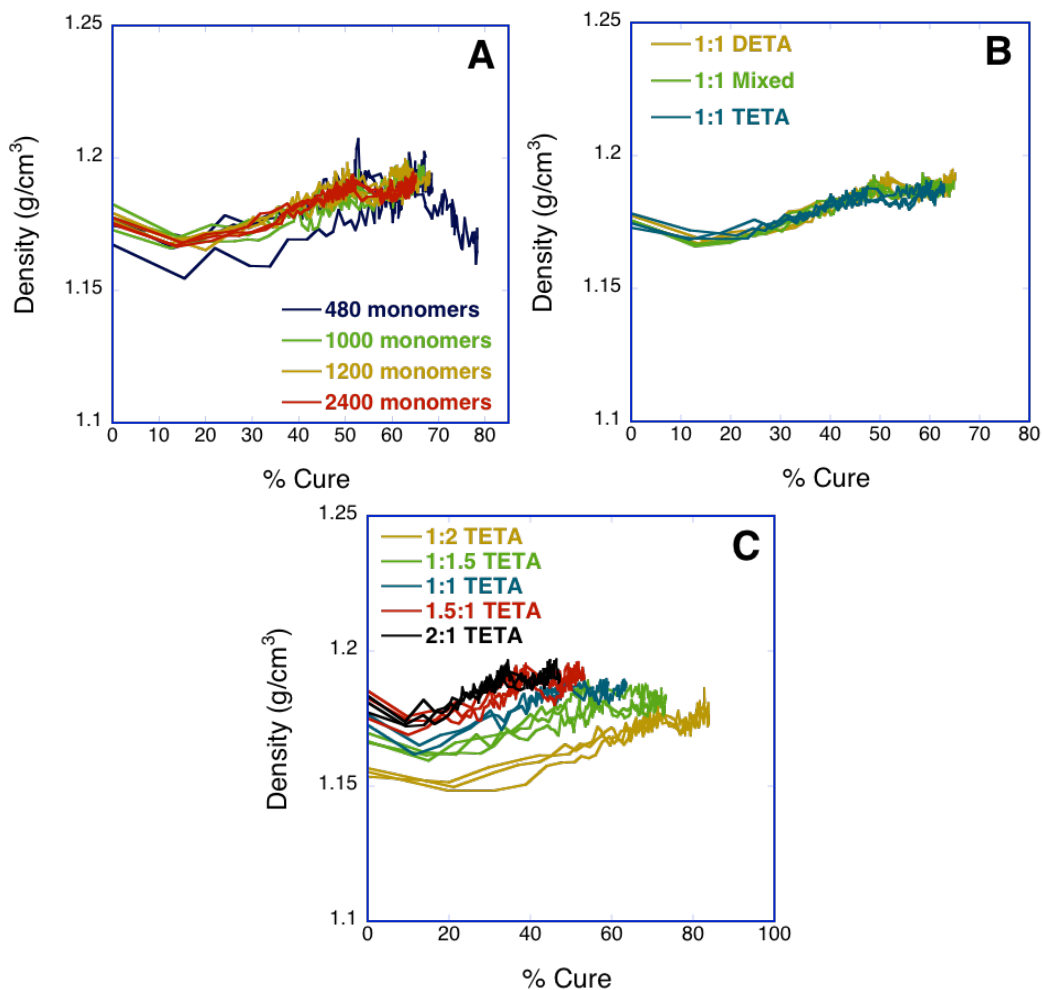 1.25
1.2
1.15
1.1
Density (g/cm³)
A
480 monomers
1000 monomers
1200 monomers
2400 monomers
0 10 20 30 40 50 60 70 80
% Cure
1.25
1.2
1.15
1.1
Density (g/cm³)
1:1 DETA
1:1 Mixed
1:1 TETA
B
0 10 20 30 40 50 60 70 80
% Cure
1.25
1.2
1.15
1.1
Density (g/cm³)
1:2 TETA
1:1.5 TETA
1:1 TETA
1.5:1 TETA
2:1 TETA
C
0 20 40 60 80 100
% Cure